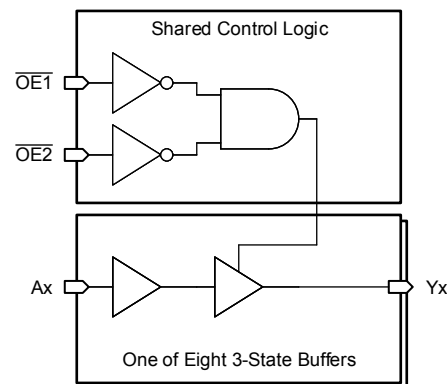 Shared Control Logic
OE1
OE2
Ax
Yx
One of Eight 3-State Buffers